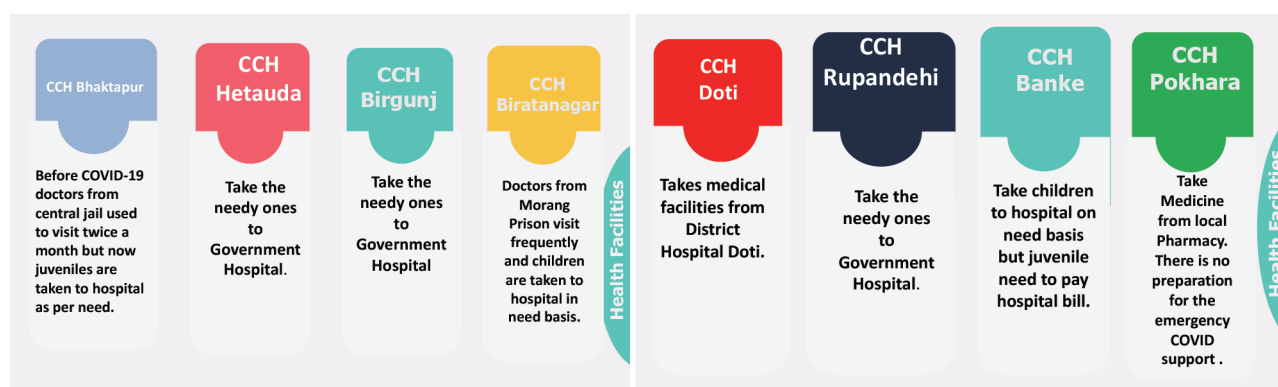 CCH Bhaktapur
Before COVID-19
doctors from
central jail used
to visit twice a
month but now
juveniles are
taken to hospital
as per need.
CCH
Hetauda
Take the
needy ones
to
Government
Hospital.
CCH
Birgunj
Take the
needy ones
to
Government
Hospital
CCH
Biratanagar
Doctors from
Morang
Prison visit
frequently
and children
are taken to
hospital in
need basis.
Health Facilities
CCH
Doti
Takes medical
facilities from
District
Hospital Doti.
CCH
Rupandehi
Take the
needy ones
to
Government
Hospital.
CCH
Banke
Take children
to hospital on
need basis
but juvenile
need to pay
hospital bill.
CCH
Pokhara
Take
Medicine
from local
Pharmacy.
There is no
preparation
for the
emergency
COVID
support .
Health Facilities